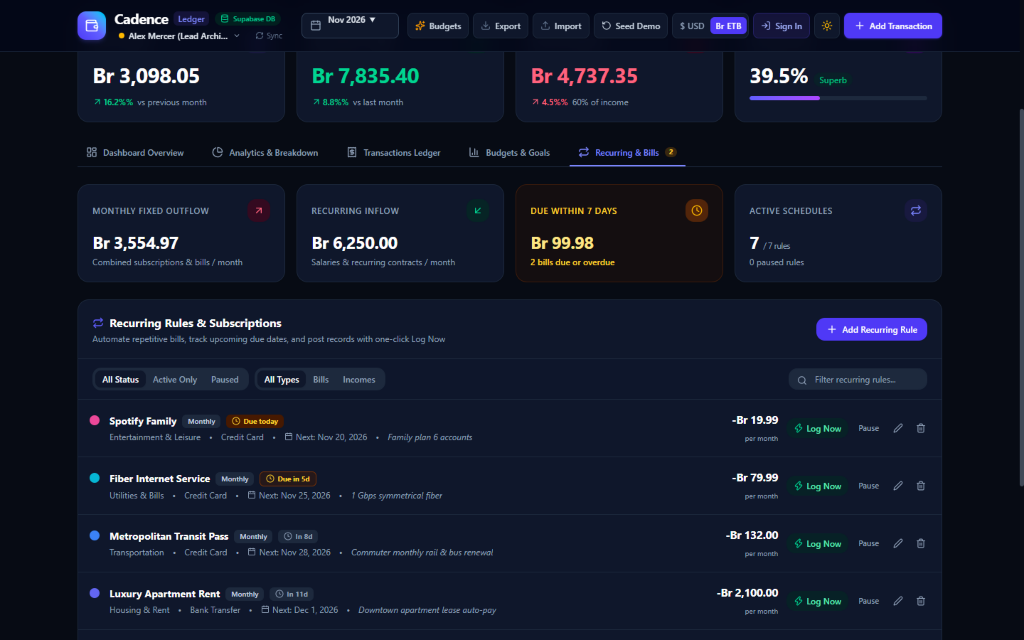 Cadence Ledger Supabase DB
Alex Mercer (Lead Archi... Sync
Nov 2026 ▼
Budgets
Export
Import
Seed Demo
$ USD Br ETB
Sign In
+ Add Transaction
Br 3,098.05
16.2%% vs previous month
Br 7,835.40
8.8%% vs last month
Br 4,737.35
4.5%% 60% of income
39.5% Superb
Dashboard Overview
Analytics & Breakdown
Transactions Ledger
Budgets & Goals
Recurring & Bills 2
MONTHLY FIXED OUTFLOW
Br 3,554.97
Combined subscriptions & bills / month
RECURRING INFLOW
Br 6,250.00
Salaries & recurring contracts / month
DUE WITHIN 7 DAYS
Br 99.98
2 bills due or overdue
ACTIVE SCHEDULES
7 / 7 rules
0 paused rules
Recurring Rules & Subscriptions
Automate repetitive bills, track upcoming due dates, and post records with one-click Log Now
+ Add Recurring Rule
All Status Active Only Paused
All Types Bills Incomes
Filter recurring rules...
Spotify Family Monthly Due today
Entertainment & Leisure • Credit Card • Next: Nov 20, 2026 • Family plan 6 accounts
-Br 19.99
per month
Log Now Pause
Fiber Internet Service Monthly Due in 5d
Utilities & Bills • Credit Card • Next: Nov 25, 2026 • 1 Gbps symmetrical fiber
-Br 79.99
per month
Log Now Pause
Metropolitan Transit Pass Monthly In 8d
Transportation • Credit Card • Next: Nov 28, 2026 • Commuter monthly rail & bus renewal
-Br 132.00
per month
Log Now Pause
Luxury Apartment Rent Monthly In 11d
Housing & Rent • Bank Transfer • Next: Dec 1, 2026 • Downtown apartment lease auto-pay
-Br 2,100.00
per month
Log Now Pause